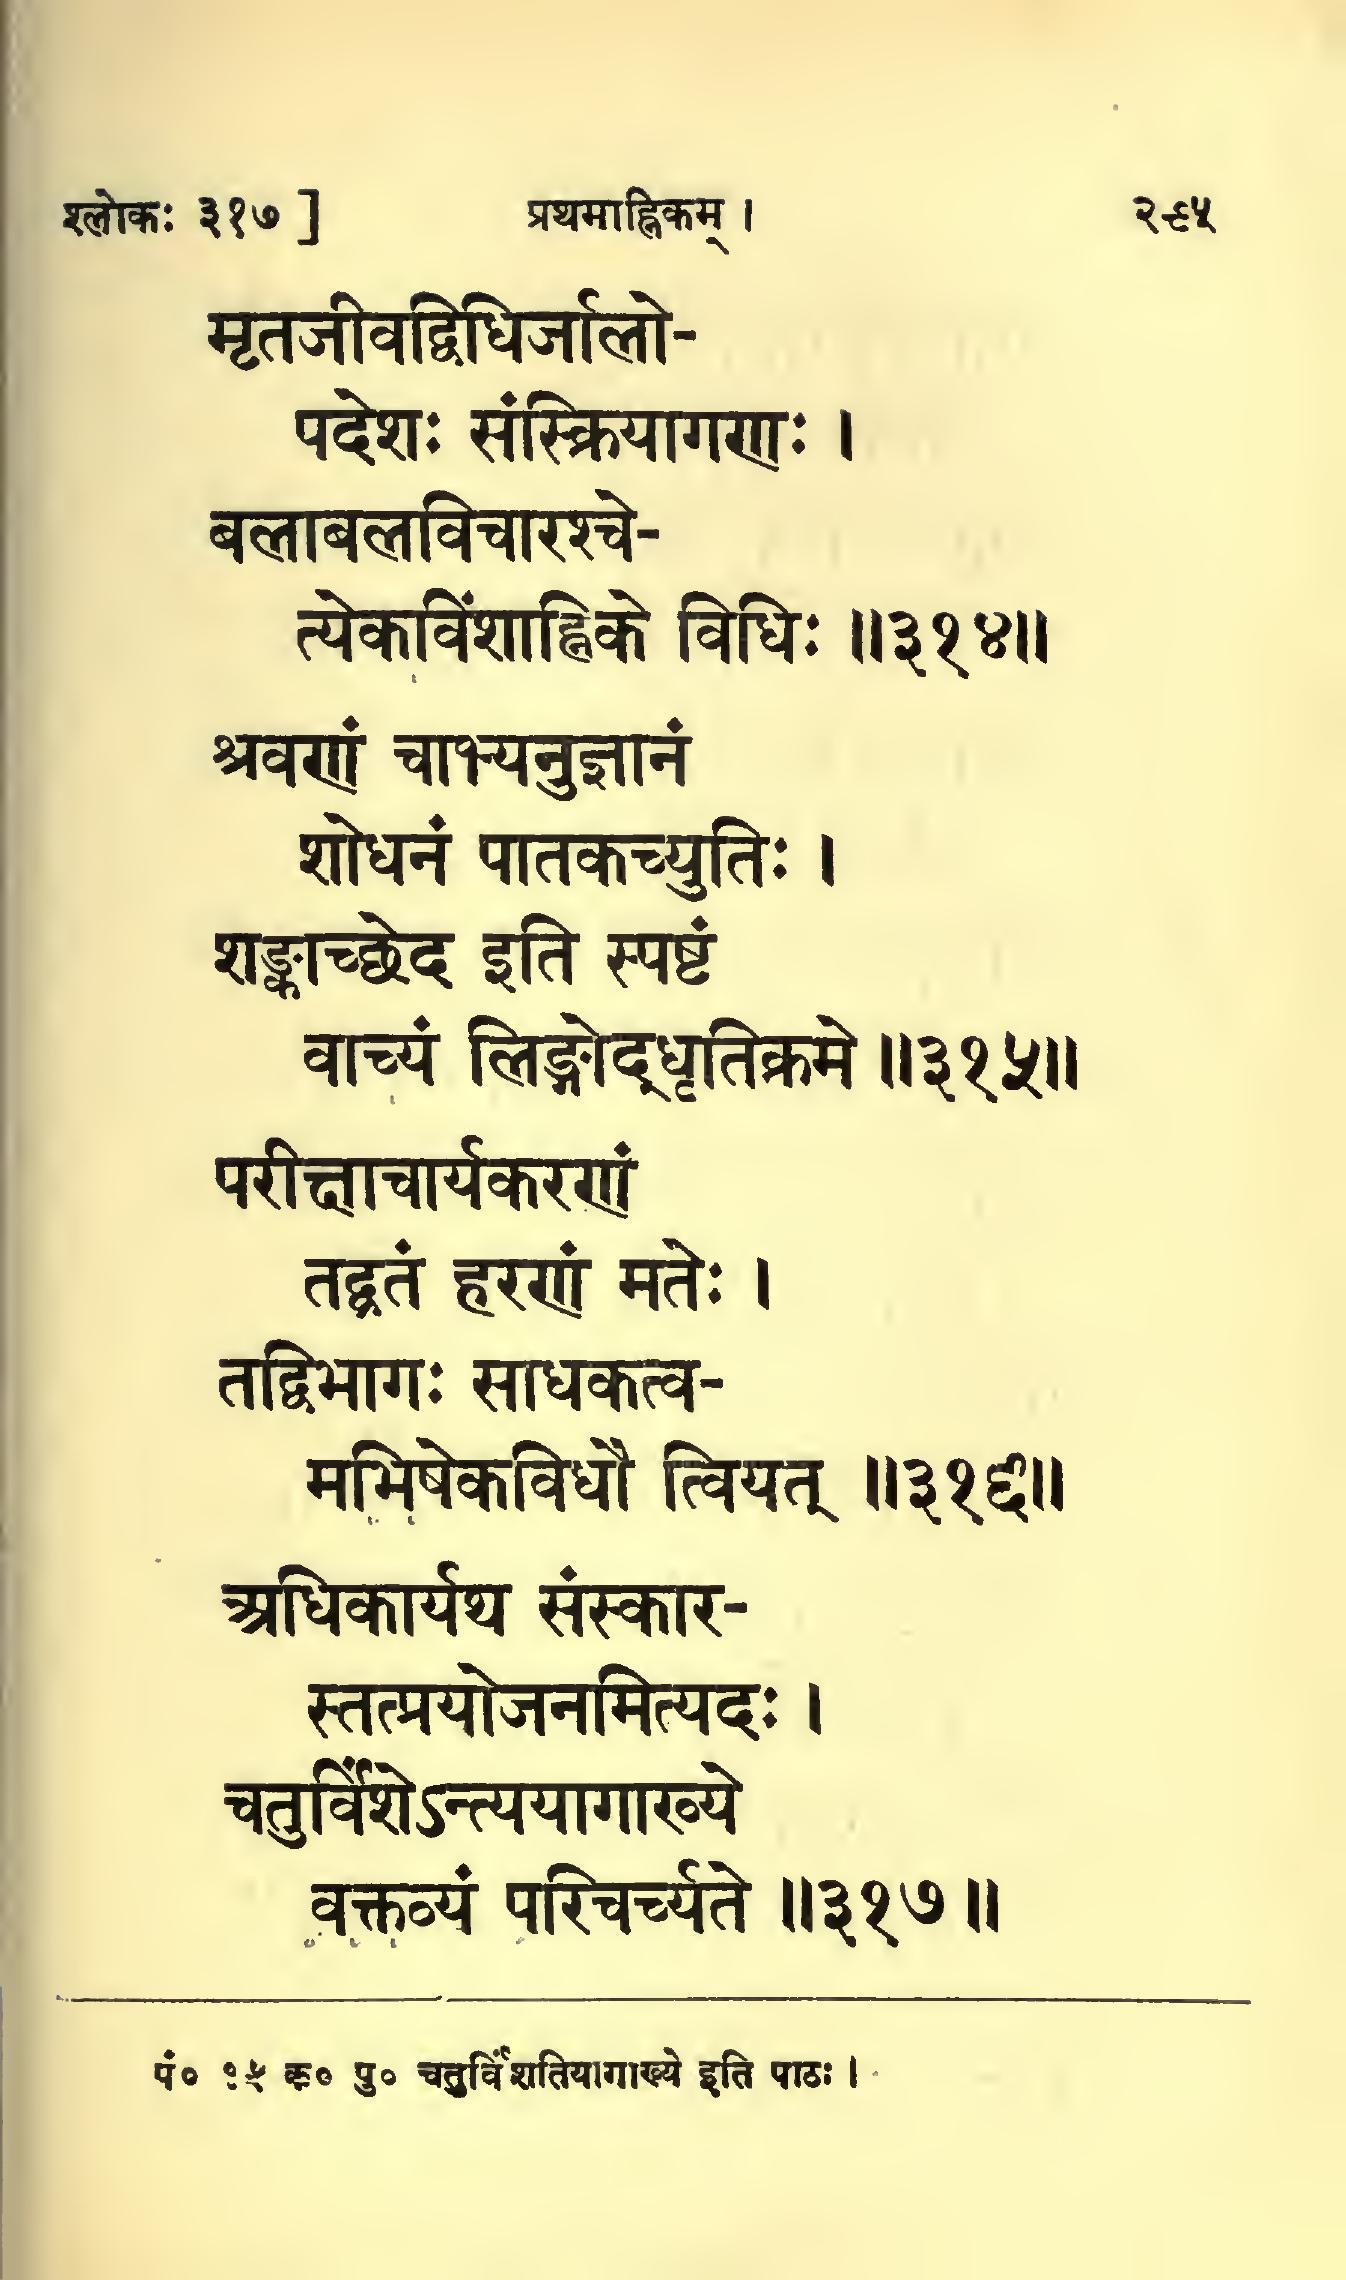 श्लोकः ३१७ ] प्रथमाह्निकम् । २९५
मृतजीवद्विधिर्जालो-
पदेशः संस्क्रियागणः ।
बलाबलविचारश्चे-
त्येकविंशाह्निके विधिः ॥३१४॥
श्रवणं चाभ्यनुज्ञानं
शोधनं पातकच्युतिः ।
शङ्काच्छेद इति स्पष्टं
वाच्यं लिङ्गोद्धृतिक्रमे ॥३१५॥
परीक्षाचार्यकरणं
तद्व्रतं हरणं मतेः ।
तद्विभागः साधकत्व-
मभिषेकविधौ त्वियत् ॥३१६॥
अधिकार्यथ संस्कार-
स्तत्प्रयोजनमित्यदः ।
चतुर्विंशेऽन्त्ययागाख्ये
वक्तव्यं परिचर्च्यते ॥३१७॥
पं० १५ क० पु० चतुर्विंशतियागाख्ये इति पाठः ।